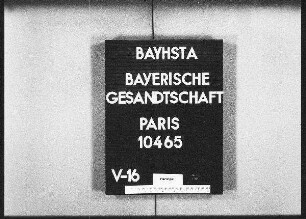 BAYHSTA
BAYERISCHE
GESANDTSCHAFT
PARIS
10465
V-16